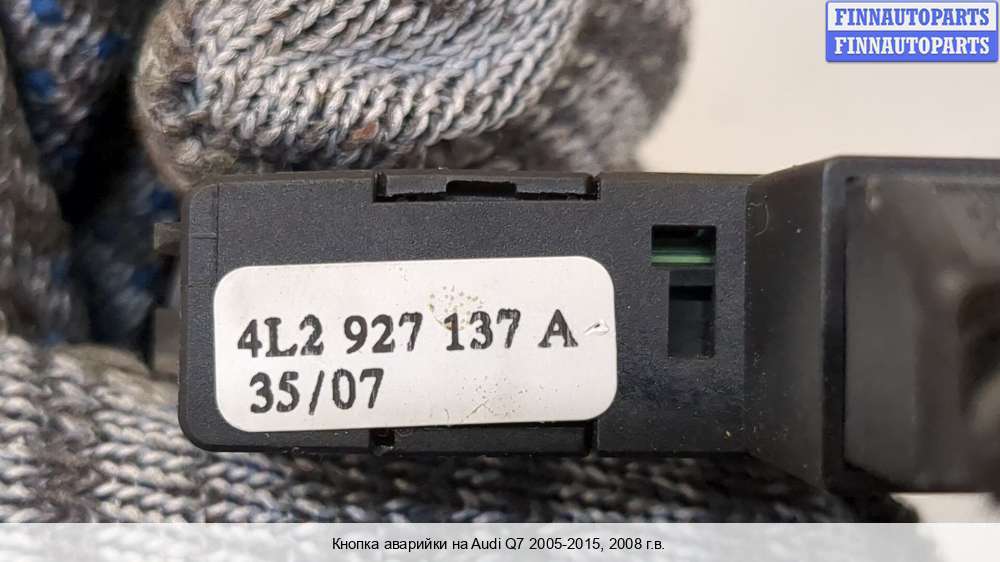 FINNAUTOPARTS
FINNAUTOPARTS
4L2 927 137 A
35/07
Кнопка аварийки на Audi Q7 2005-2015, 2008 г.в.